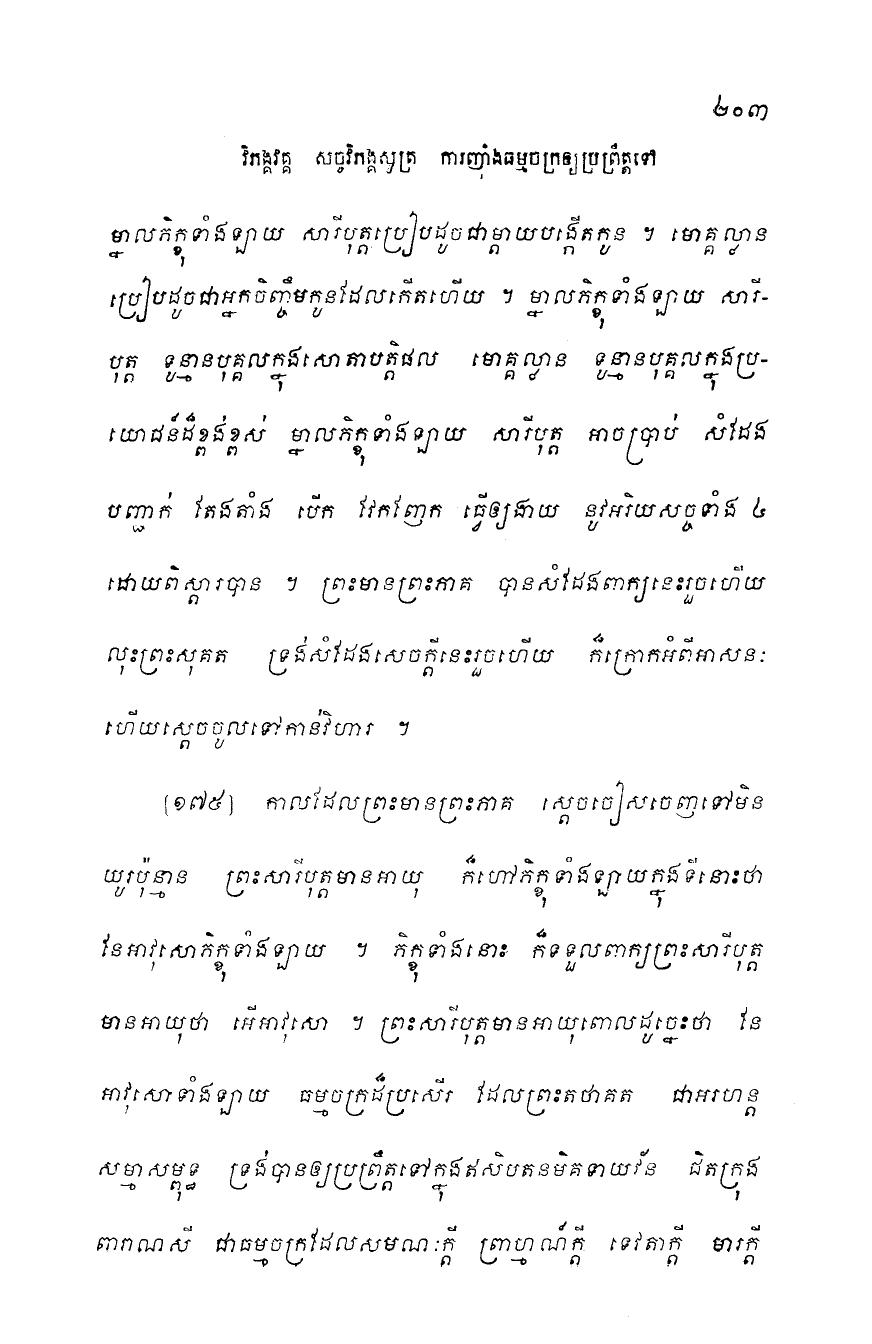 ២០៣
វិភង្គវគ្គ សច្ចវិភង្គសូត្រ ការញុំាងធម្មចក្រឲ្យប្រព្រឹត្តទៅ
ម្នាលភិក្ខុទាំងឡាយ សារីបុត្តប្រៀបដូចជាម្តាយបង្កើតកូន ។ មោគ្គល្លាន
ប្រៀបដូចជាអ្នកចិញ្ចឹមកូនដែលកើតហើយ ។ ម្នាលភិក្ខុទាំងឡាយ សារី-
បុត្ត ទូន្មានបុគ្គលក្នុងសោតាបត្តិផល មោគ្គល្លាន ទូន្មានបុគ្គលក្នុងប្រ-
យោជន៍ដ៏ខ្ពង់ខ្ពស់ ម្នាលភិក្ខុទាំងឡាយ សារីបុត្ត អាចប្រាប់ សំដែង
បញ្ជាក់ តែងតាំង បើក វែកញែក ធ្វើឲ្យងាយ នូវអរិយសច្ចទាំង ៤
ដោយពិស្តារបាន ។ ព្រះមានព្រះភាគ បានសំដែងពាក្យនេះរួចហើយ
លុះព្រះសុគត ទ្រង់សំដែងសេចក្តីនេះរួចហើយ ក៏ក្រោកអំពីអាសនៈ
ហើយស្តេចចូលទៅកាន់វិហារ ។
[១៧៥] កាលដែលព្រះមានព្រះភាគ ស្តេចចៀសចេញទៅមិន
យូរប៉ុន្មាន ព្រះសារីបុត្តមានអាយុ ក៏ហៅភិក្ខុទាំងឡាយក្នុងទីនោះថា
នែអាវុសោភិក្ខុទាំងឡាយ ។ ភិក្ខុទាំងនោះ ក៏ទទួលពាក្យព្រះសារីបុត្ត
មានអាយុថា អើអាវុសោ ។ ព្រះសារីបុត្តមានអាយុពោលដូច្នេះថា នែ
អាវុសោទាំងឡាយ ធម្មចក្រដ៏ប្រសើរ ដែលព្រះតថាគត ជាអរហន្ត
សម្មាសម្ពុទ្ធ ទ្រង់បានឲ្យប្រព្រឹត្តទៅក្នុងឥសិបតនមិគទាយវ័ន ជិតក្រុង
ពារាណសី ជាធម្មចក្រដែលសមណៈក្តី ព្រាហ្មណ៍ក្តី ទេវតាក្តី មារក្តី